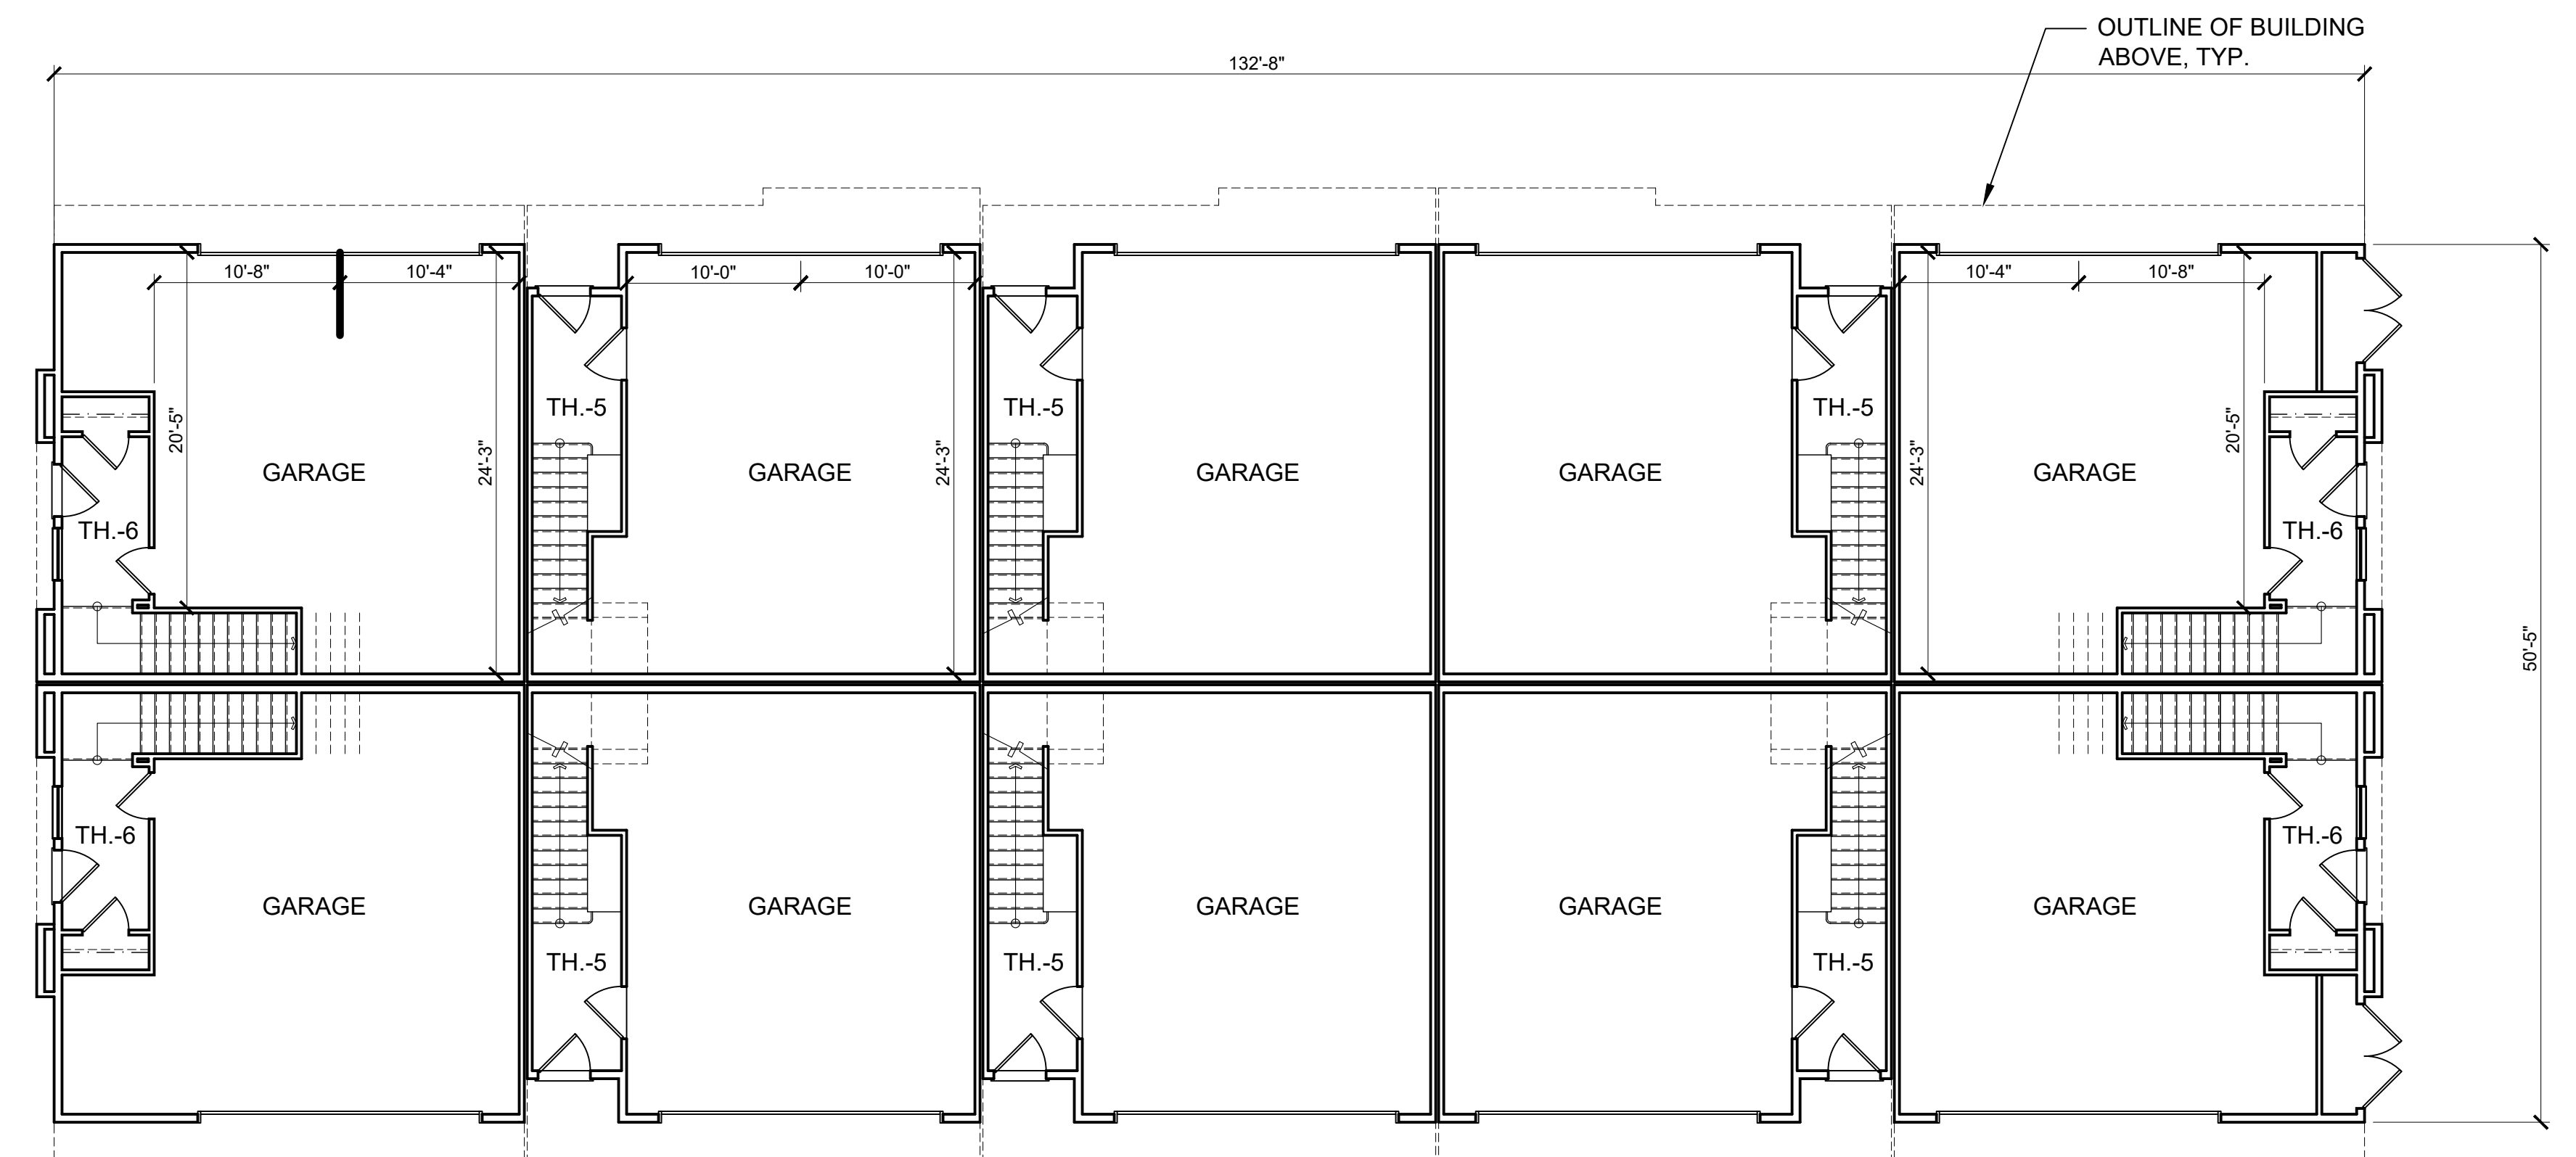 OUTLINE OF BUILDING
ABOVE, TYP.
132'-8"
10'-8" 10'-4" 10'-0" 10'-0" 10'-4" 10'-8"
20'-5" 24'-3" 24'-3" 24'-3" 20'-5"
TH.-5 TH.-5 TH.-5
GARAGE GARAGE GARAGE GARAGE GARAGE
TH.-6 TH.-6
50'-5"
TH.-6 TH.-6
GARAGE GARAGE GARAGE GARAGE GARAGE
TH.-5 TH.-5 TH.-5